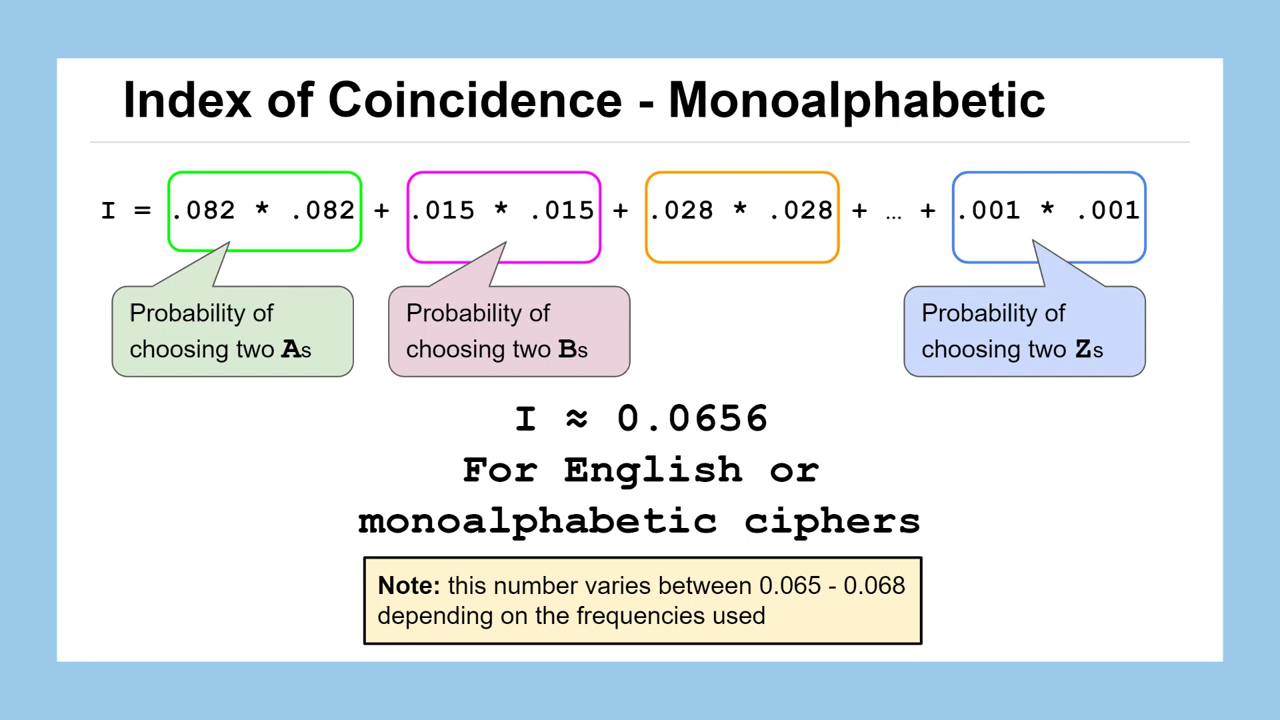 Index of Coincidence - Monoalphabetic
I = .082 * .082 + .015 * .015 + .028 * .028 + … + .001 * .001
Probability of
choosing two As
Probability of
choosing two Bs
Probability of
choosing two Zs
I ≈ 0.0656
For English or
monoalphabetic ciphers
Note: this number varies between 0.065 - 0.068
depending on the frequencies used